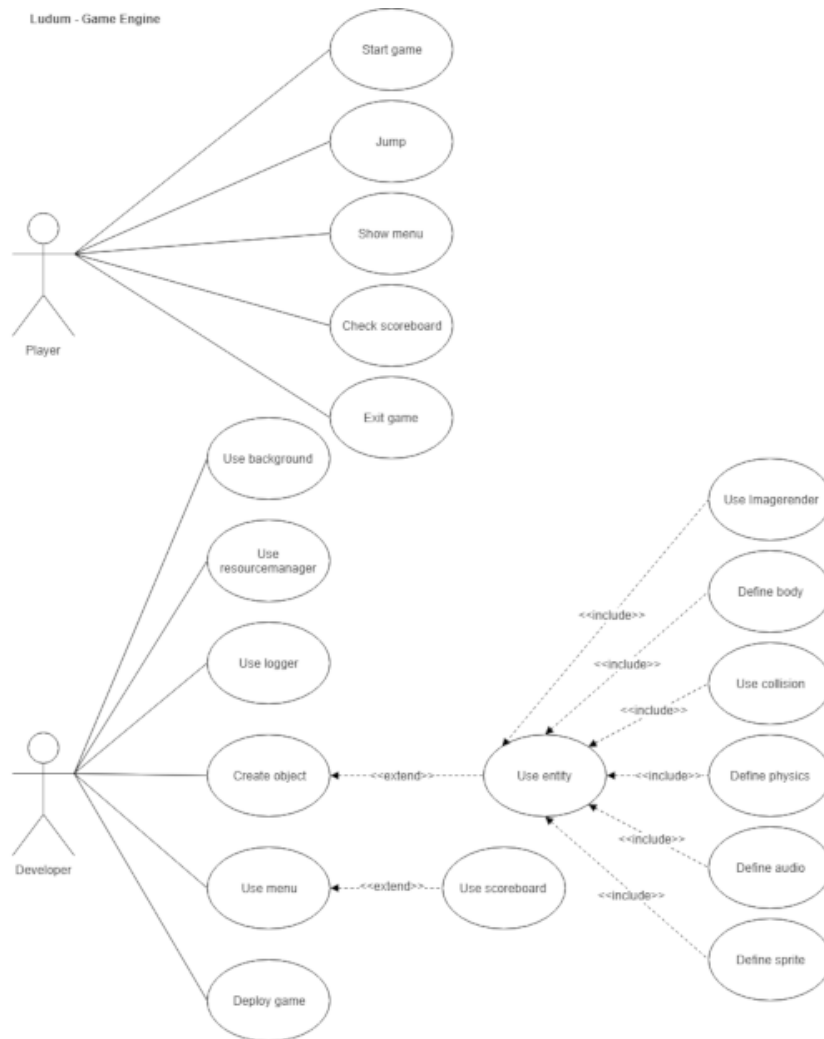 Ludum - Game Engine
Start game
Jump
Show menu
Check scoreboard
Exit game
Player
Use background
Use
resourcemanager
Use logger
Create object
Use menu
Deploy game
Developer
<<extend>>
<<extend>>
Use entity
Use scoreboard
<<include>>
<<include>>
<<include>>
<<include>>
<<include>>
<<include>>
Use Imagerender
Define body
Use collision
Define physics
Define audio
Define sprite